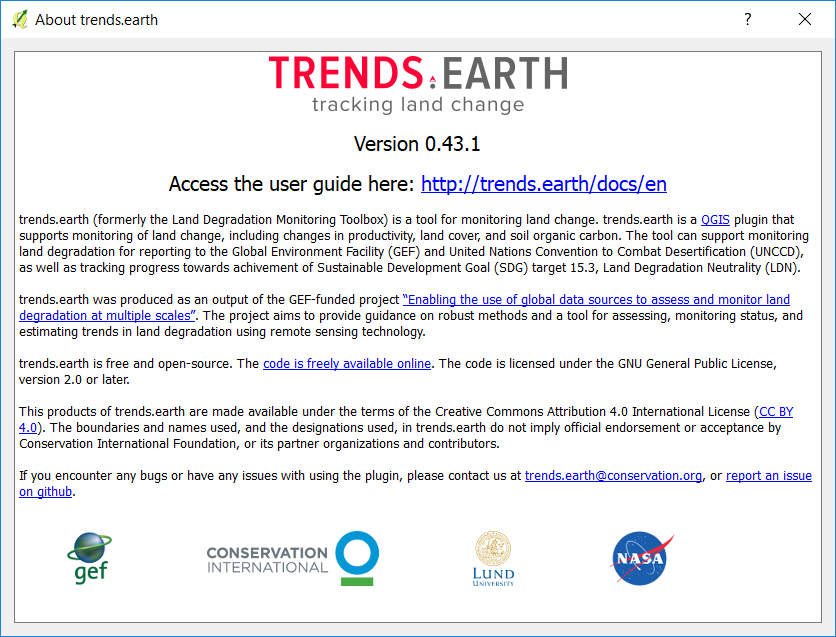 About trends.earth
?
TRENDS.EARTH
tracking land change
Version 0.43.1
Access the user guide here: http://trends.earth/docs/en
trends.earth (formerly the Land Degradation Monitoring Toolbox) is a tool for monitoring land change. trends.earth is a QGIS plugin that
supports monitoring of land change, including changes in productivity, land cover, and soil organic carbon. The tool can support monitoring
land degradation for reporting to the Global Environment Facility (GEF) and United Nations Convention to Combat Desertification (UNCCD),
as well as tracking progress towards achivement of Sustainable Development Goal (SDG) target 15.3, Land Degradation Neutrality (LDN).
trends.earth was produced as an output of the GEF-funded project “Enabling the use of global data sources to assess and monitor land
degradation at multiple scales”. The project aims to provide guidance on robust methods and a tool for assessing, monitoring status, and
estimating trends in land degradation using remote sensing technology.
trends.earth is free and open-source. The code is freely available online. The code is licensed under the GNU General Public License,
version 2.0 or later.
This products of trends.earth are made available under the terms of the Creative Commons Attribution 4.0 International License (CC BY
4.0). The boundaries and names used, and the designations used, in trends.earth do not imply official endorsement or acceptance by
Conservation International Foundation, or its partner organizations and contributors.
If you encounter any bugs or have any issues with using the plugin, please contact us at trends.earth@conservation.org, or report an issue
on github.
gef
CONSERVATION
INTERNATIONAL
LUND
UNIVERSITY
NASA